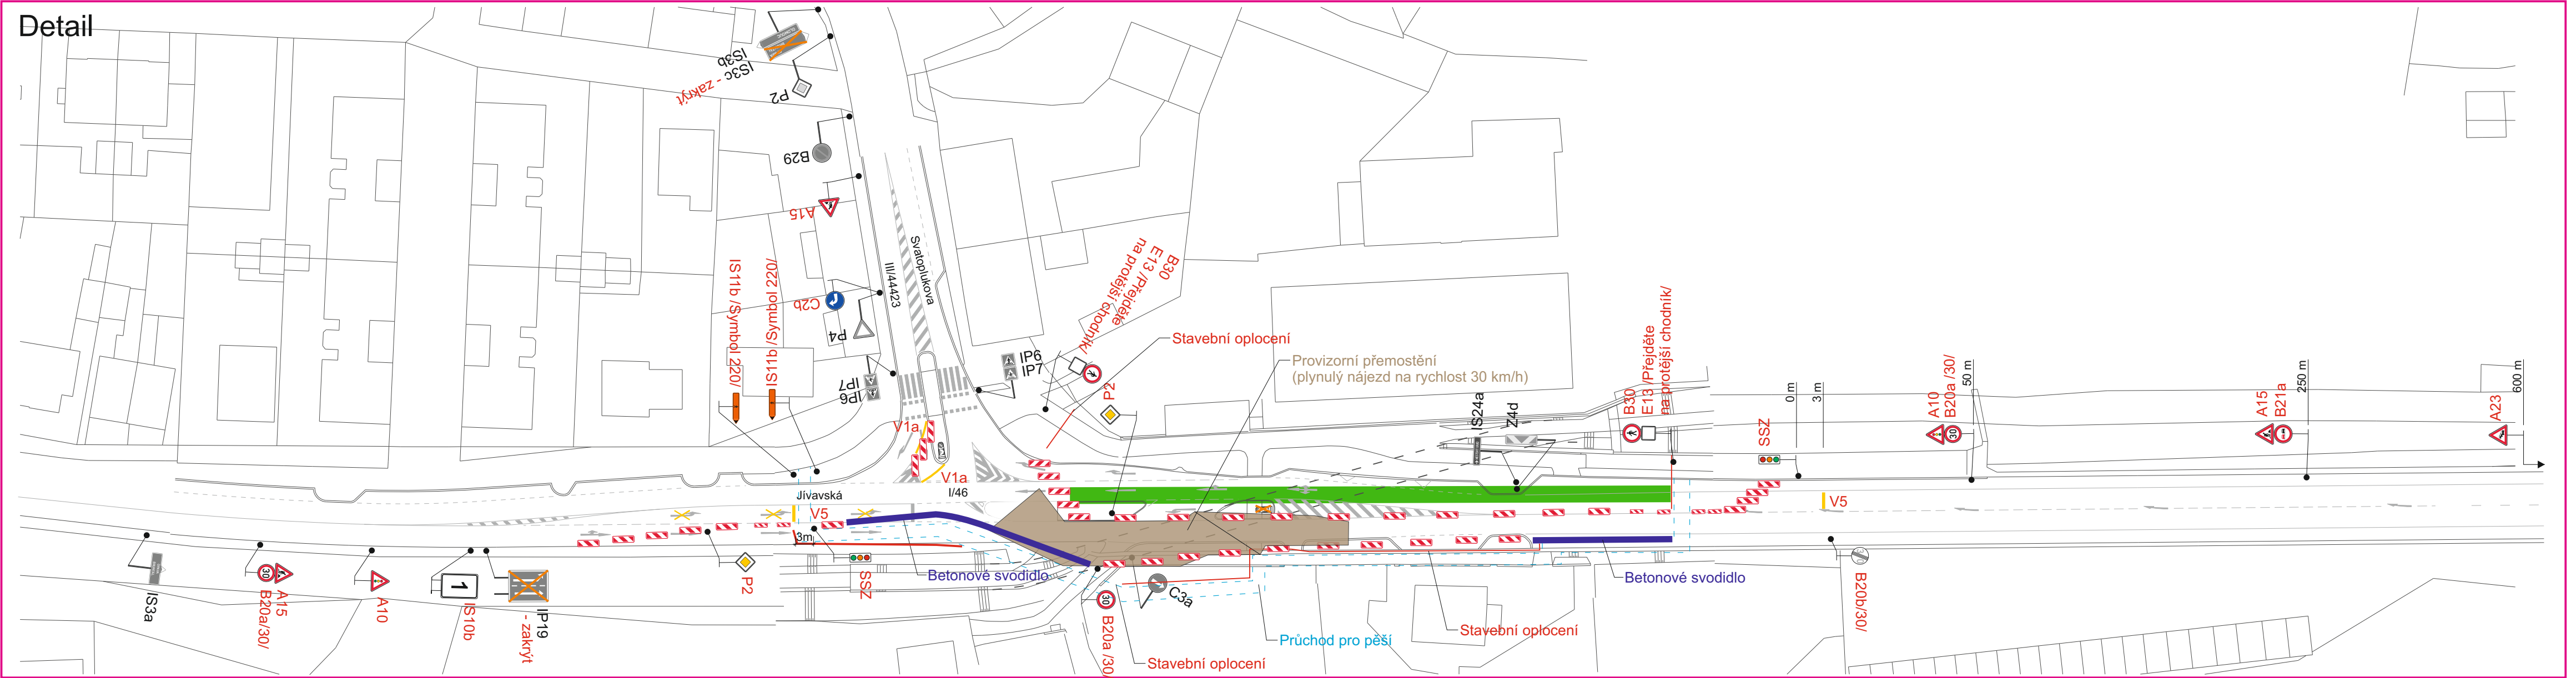 Detail
IS3b
IS3c - zakrýt
P2
B29
A15
III/44423
Svatoplukova
C2b
P4
IP7
IP6
IP6
IP7
B30
E13 /Přejděte
na protější chodník/
IS11b /Symbol 220/
IS11b /Symbol 220/
Stavební oplocení
Provizorní přemostění
(plynulý nájezd na rychlost 30 km/h)
P2
IS24a
Z4d
B30
E13 /Přejděte
na protější chodník/
SSZ
0 m
3 m
A10
B20a /30/
50 m
30
A15
B21a
250 m
A23
600 m
V1a
V1a
I/46
Jívavská
V5
3m
V5
IS3a
30
A15
B20a/30/
A10
1
IS10b
IP19
- zakrýt
P2
SSZ
Betonové svodidlo
30
B20a /30/
C3a
Stavební oplocení
Průchod pro pěší
Stavební oplocení
Betonové svodidlo
B20b/30/